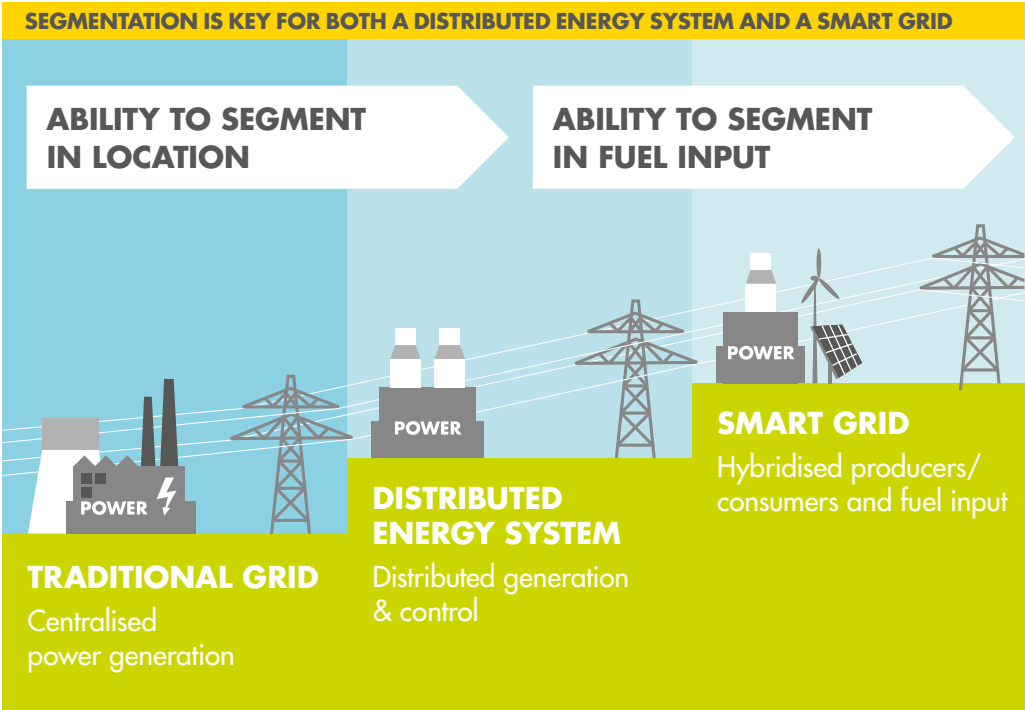 SEGMENTATION IS KEY FOR BOTH A DISTRIBUTED ENERGY SYSTEM AND A SMART GRID
ABILITY TO SEGMENT
IN LOCATION
ABILITY TO SEGMENT
IN FUEL INPUT
POWER
POWER
POWER
TRADITIONAL GRID
Centralised
power generation
DISTRIBUTED
ENERGY SYSTEM
Distributed generation
& control
SMART GRID
Hybridised producers/
consumers and fuel input